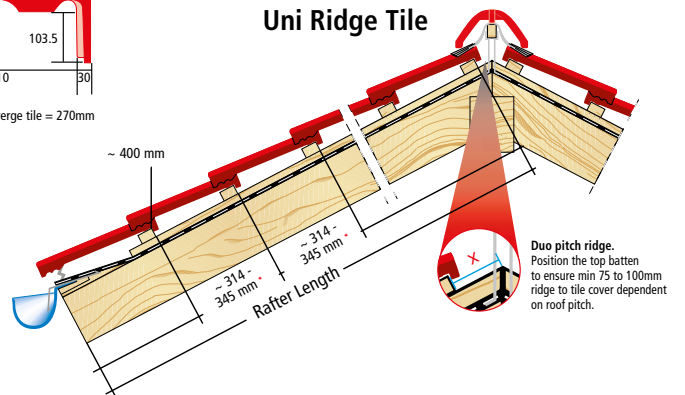 Uni Ridge Tile
103.5
30
erge tile = 270mm
~ 400 mm
~ 314 -
345 mm *
~ 314 -
345 mm *
Rafter Length
X
Duo pitch ridge.
Position the top batten
to ensure min 75 to 100mm
ridge to tile cover dependent
on roof pitch.